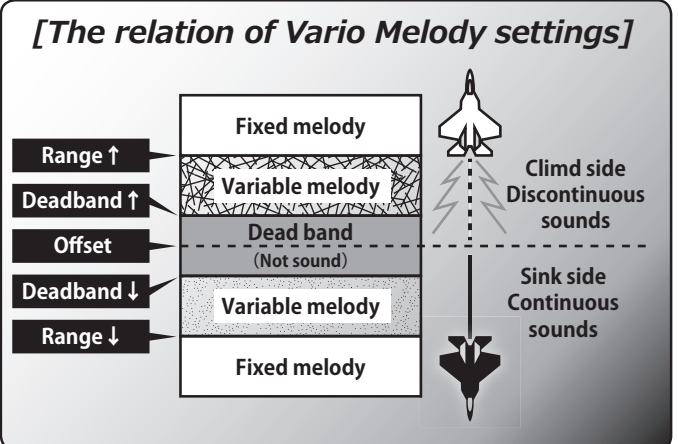 [The relation of Vario Melody settings]
Fixed melody
Range ↑
Variable melody
Deadband ↑
Climd side
Discontinuous
sounds
Offset
Dead band
(Not sound)
Deadband ↓
Variable melody
Sink side
Continuous
sounds
Range ↓
Fixed melody